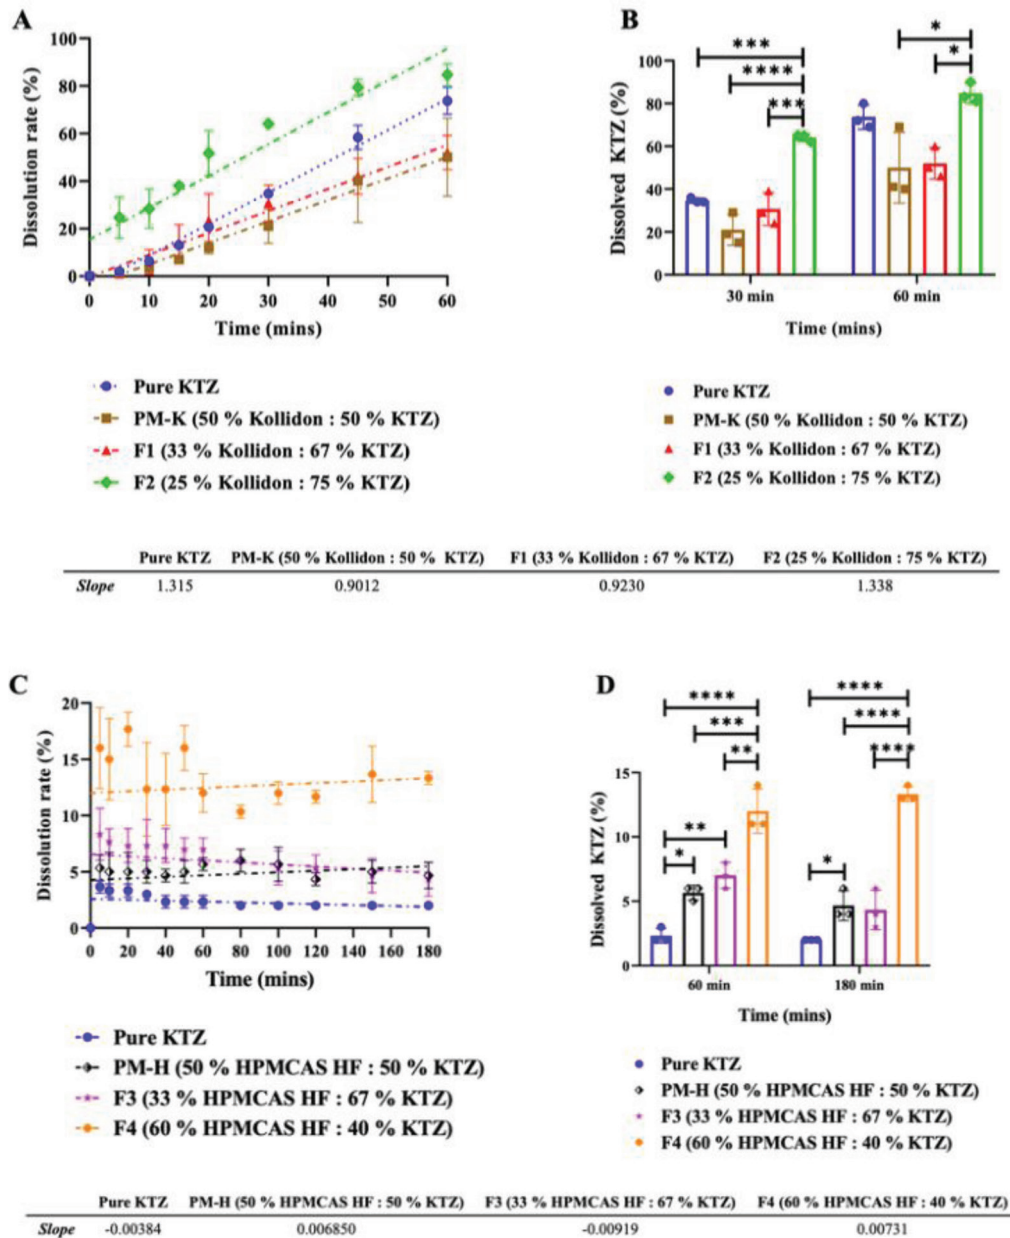 A
100
80
60
40
20
0
Dissolution rate (%)
0 10 20 30 40 50 60
Time (mins)
Pure KTZ
PM-K (50 % Kollidon : 50 % KTZ)
F1 (33 % Kollidon : 67 % KTZ)
F2 (25 % Kollidon : 75 % KTZ)
B
*
***
*
****
***
100
80
60
40
20
0
Dissolved KTZ (%)
30 min 60 min
Time (mins)
Pure KTZ
PM-K (50 % Kollidon : 50 % KTZ)
F1 (33 % Kollidon : 67 % KTZ)
F2 (25 % Kollidon : 75 % KTZ)
Pure KTZ PM-K (50 % Kollidon : 50 % KTZ) F1 (33 % Kollidon : 67 % KTZ) F2 (25 % Kollidon : 75 % KTZ)
Slope 1.315 0.9012 0.9230 1.338
C
20
15
10
5
0
Dissolution rate (%)
0 20 40 60 80 100 120 140 160 180
Time (mins)
Pure KTZ
PM-H (50 % HPMCAS HF : 50 % KTZ)
F3 (33 % HPMCAS HF : 67 % KTZ)
F4 (60 % HPMCAS HF : 40 % KTZ)
D
**** ****
*** ****
** ****
** 
* *
15
10
5
0
Dissolved KTZ (%)
60 min 180 min
Time (mins)
Pure KTZ
PM-H (50 % HPMCAS HF : 50 % KTZ)
F3 (33 % HPMCAS HF : 67 % KTZ)
F4 (60 % HPMCAS HF : 40 % KTZ)
Pure KTZ PM-H (50 % HPMCAS HF : 50 % KTZ) F3 (33 % HPMCAS HF : 67 % KTZ) F4 (60 % HPMCAS HF : 40 % KTZ)
Slope -0.00384 0.006850 -0.00919 0.00731